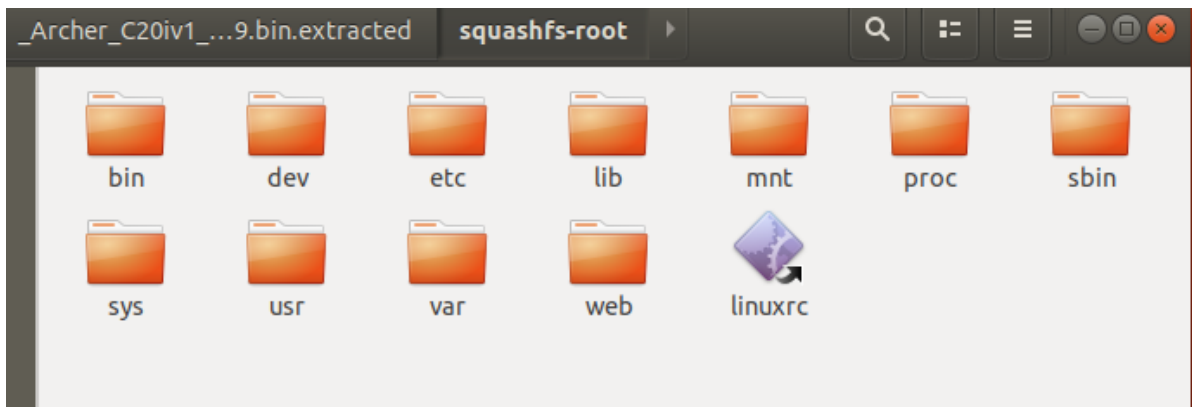 _Archer_C20iv1_...9.bin.extracted squashfs-root
bin dev etc lib mnt proc sbin
sys usr var web linuxrc